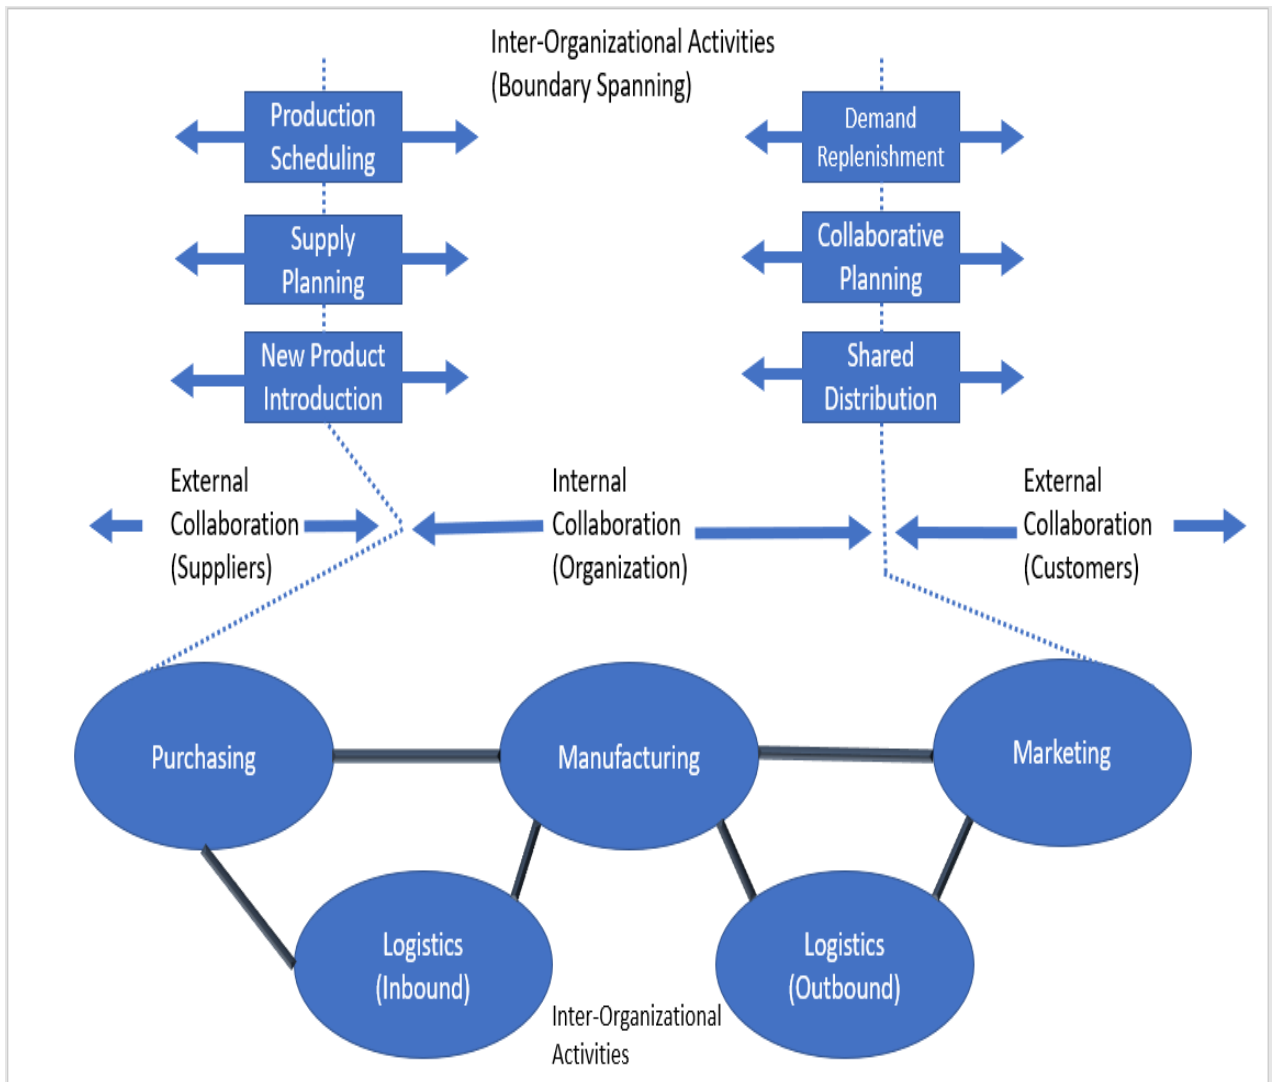 Inter-Organizational Activities
(Boundary Spanning)
Production
Scheduling
Demand
Replenishment
Supply
Planning
Collaborative
Planning
New Product
Introduction
Shared
Distribution
External
Collaboration
(Suppliers)
Internal
Collaboration
(Organization)
External
Collaboration
(Customers)
Purchasing
Manufacturing
Marketing
Logistics
(Inbound)
Logistics
(Outbound)
Inter-Organizational
Activities